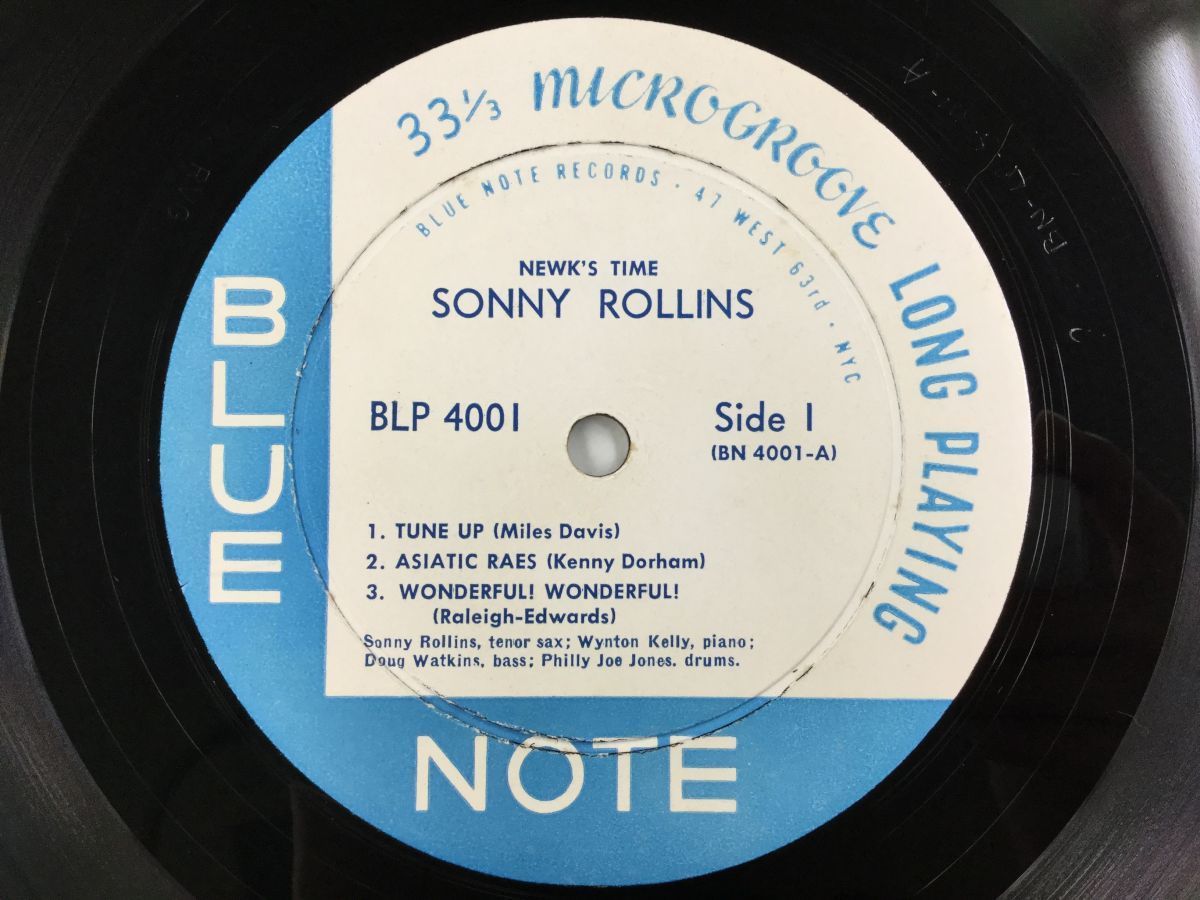 33⅓ MICROGROOVE LONG PLAYING
BLUE NOTE RECORDS · 47 WEST 63rd · NYC
NEWK'S TIME
SONNY ROLLINS
BLP 4001
Side 1
(BN 4001-A)
1. TUNE UP (Miles Davis)
2. ASIATIC RAES (Kenny Dorham)
3. WONDERFUL! WONDERFUL!
(Raleigh-Edwards)
Sonny Rollins, tenor sax; Wynton Kelly, piano;
Doug Watkins, bass; Philly Joe Jones, drums.
BLUE
NOTE
RVG